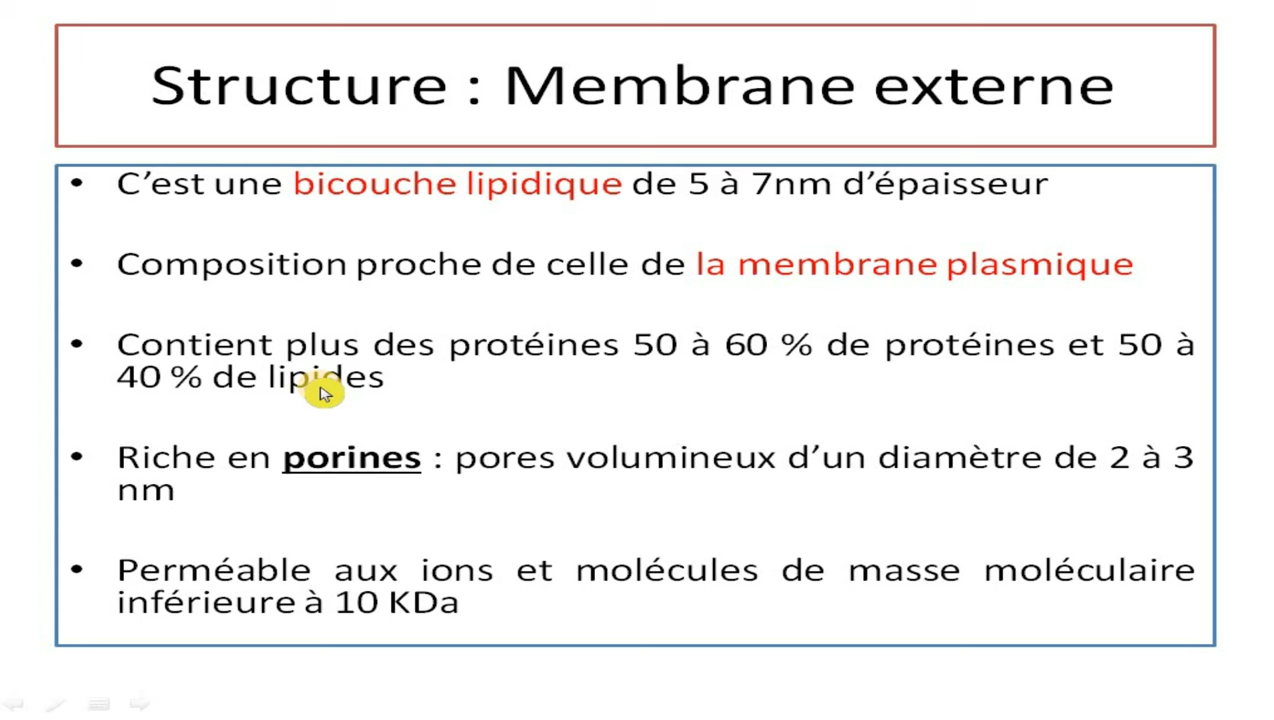 Structure : Membrane externe
• C’est une bicouche lipidique de 5 à 7nm d’épaisseur
• Composition proche de celle de la membrane plasmique
• Contient plus des protéines 50 à 60 % de protéines et 50 à
40 % de lipides
• Riche en porines : pores volumineux d’un diamètre de 2 à 3
nm
• Perméable aux ions et molécules de masse moléculaire
inférieure à 10 KDa